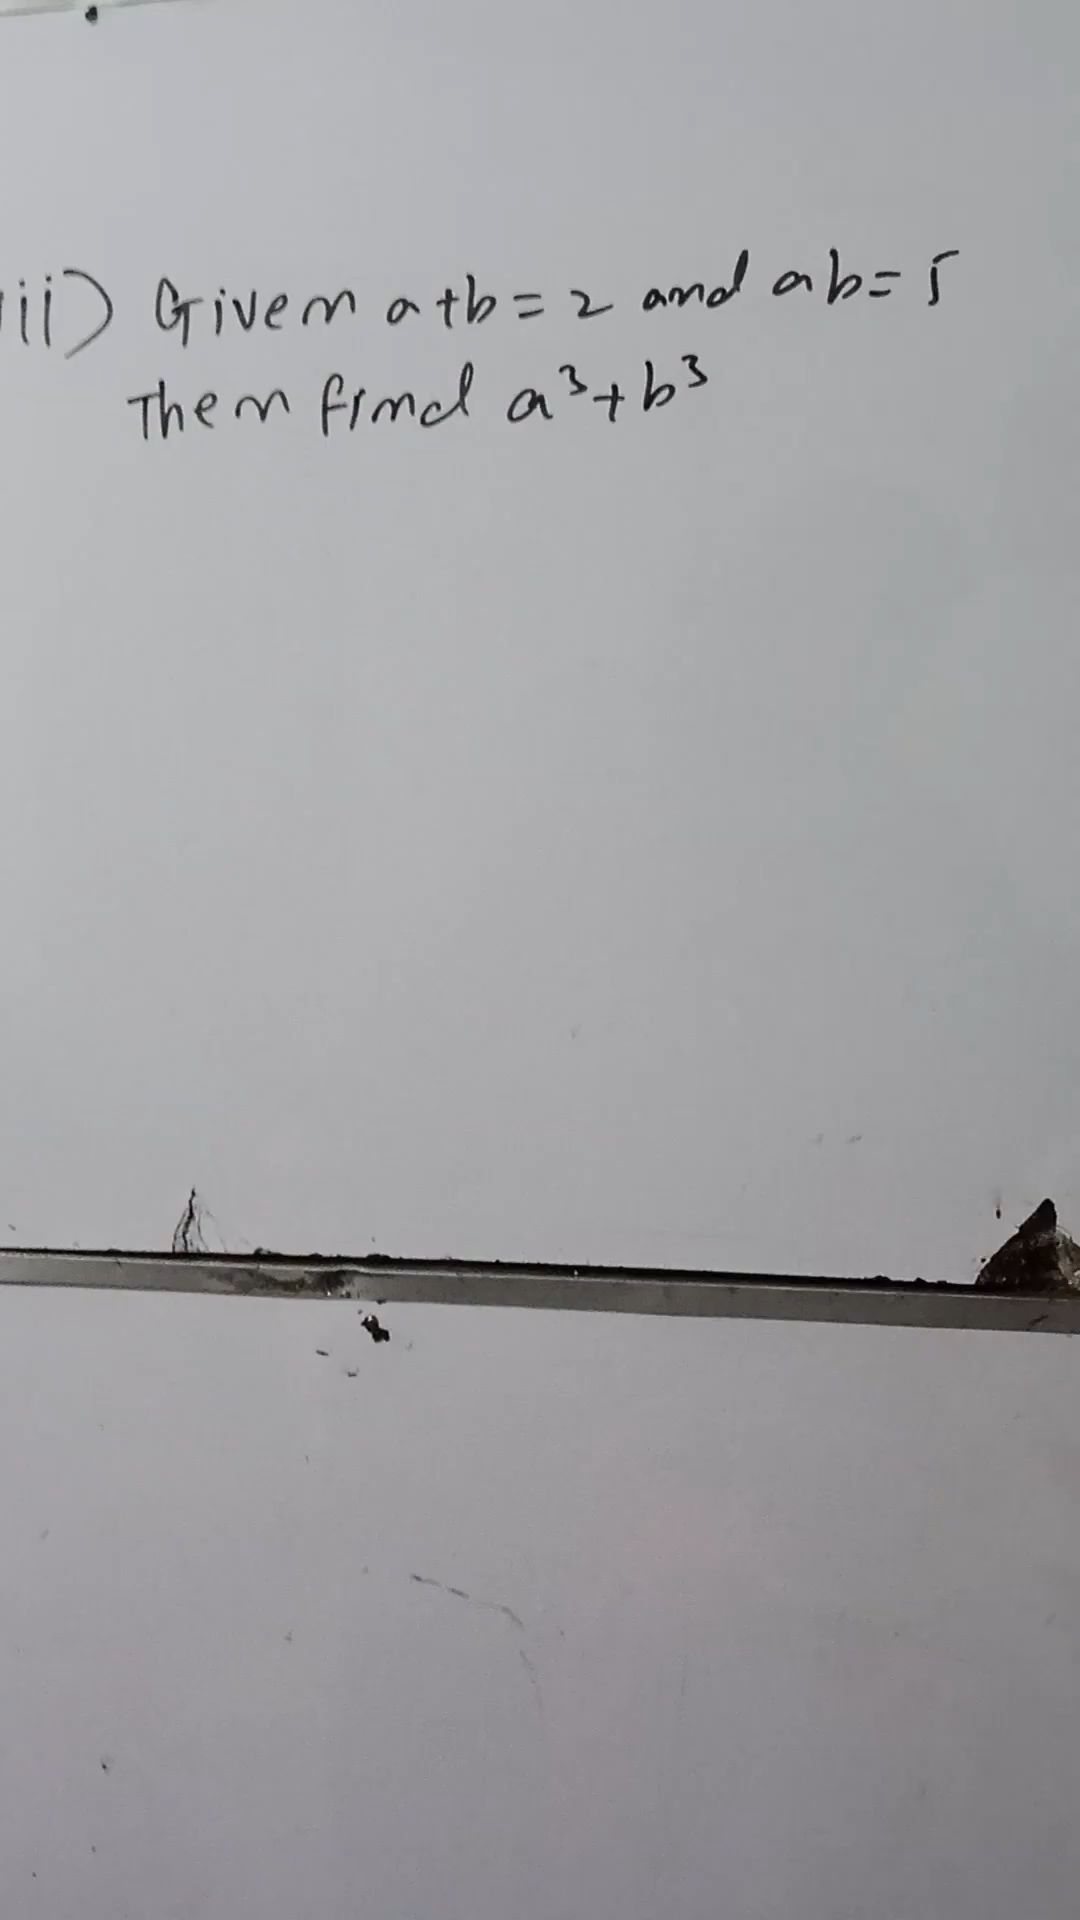 iii) Given a+b=2 and ab=5
Then find a³+b³